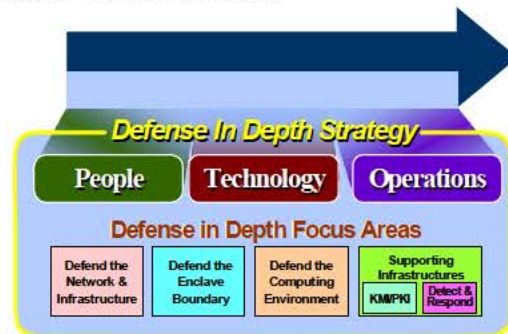 Defense In Depth Strategy
People Technology Operations
Defense in Depth Focus Areas
Defend the
Network &
Infrastructure
Defend the
Enclave
Boundary
Defend the
Computing
Environment
Supporting
Infrastructures
KMI/PKI
Detect &
Respond